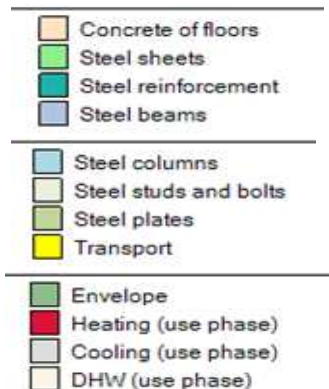 Concrete of floors
Steel sheets
Steel reinforcement
Steel beams
Steel columns
Steel studs and bolts
Steel plates
Transport
Envelope
Heating (use phase)
Cooling (use phase)
DHW (use phase)